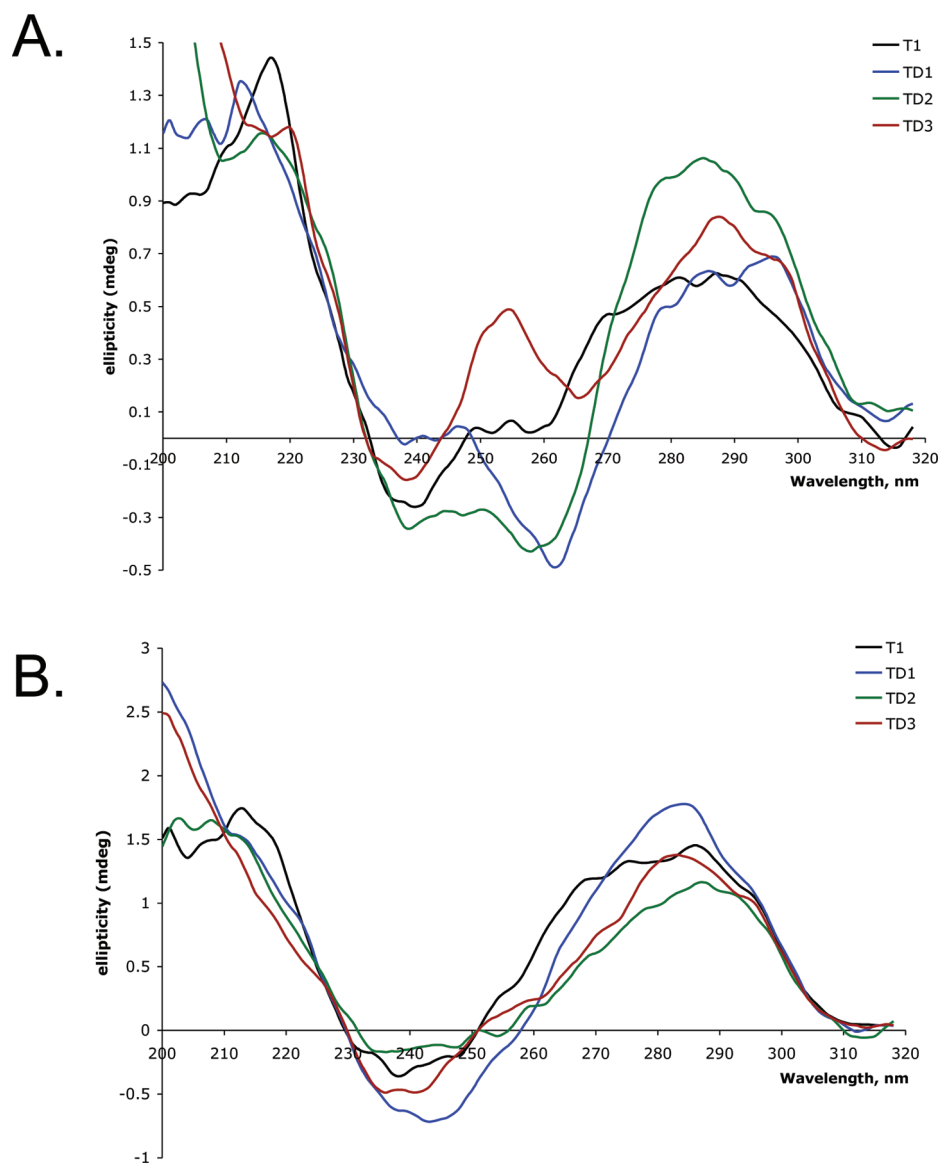 A.
1.5
1.3
1.1
0.9
0.7
0.5
0.3
0.1
-0.1
-0.3
-0.5
ellipticity (mdeg)
200 210 220 230 240 250 260 270 280 290 300 310 320
Wavelength, nm
T1
TD1
TD2
TD3
B.
3
2.5
2
1.5
1
0.5
0
-0.5
-1
ellipticity (mdeg)
200 210 220 230 240 250 260 270 280 290 300 310 320
Wavelength, nm
T1
TD1
TD2
TD3